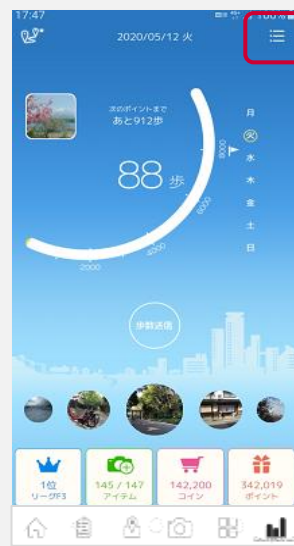 17:47
100%
2020/05/12 火
次のポイントまで
あと912歩
88 歩
月
火
水
木
金
土
日
8000
6000
4000
2000
歩数送信
1位
リーグF3
145 / 147
アイテム
142,200
コイン
342,019
ポイント